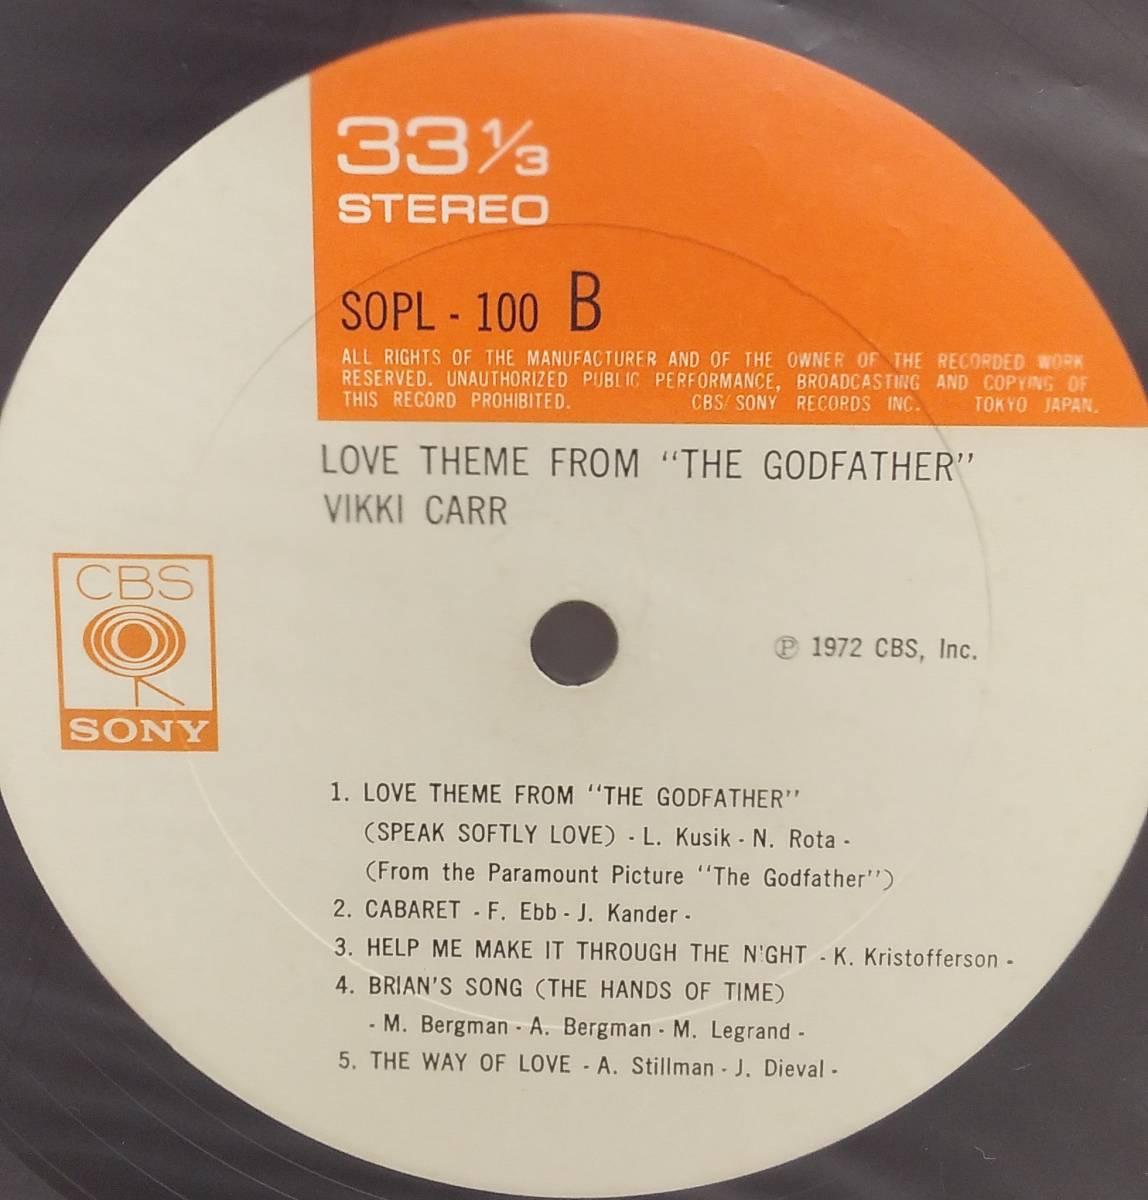 33 1/3
STEREO
SOPL - 100 B
ALL RIGHTS OF THE MANUFACTURER AND OF THE OWNER OF THE RECORDED WORK
RESERVED. UNAUTHORIZED PUBLIC PERFORMANCE, BROADCASTING AND COPYING OF
THIS RECORD PROHIBITED. CBS/SONY RECORDS INC. TOKYO JAPAN.
LOVE THEME FROM "THE GODFATHER"
VIKKI CARR
CBS
SONY
℗ 1972 CBS, Inc.
1. LOVE THEME FROM "THE GODFATHER"
(SPEAK SOFTLY LOVE) - L. Kusik - N. Rota -
(From the Paramount Picture "The Godfather")
2. CABARET - F. Ebb - J. Kander -
3. HELP ME MAKE IT THROUGH THE NIGHT - K. Kristofferson -
4. BRIAN'S SONG (THE HANDS OF TIME)
- M. Bergman - A. Bergman - M. Legrand -
5. THE WAY OF LOVE - A. Stillman - J. Dieval -